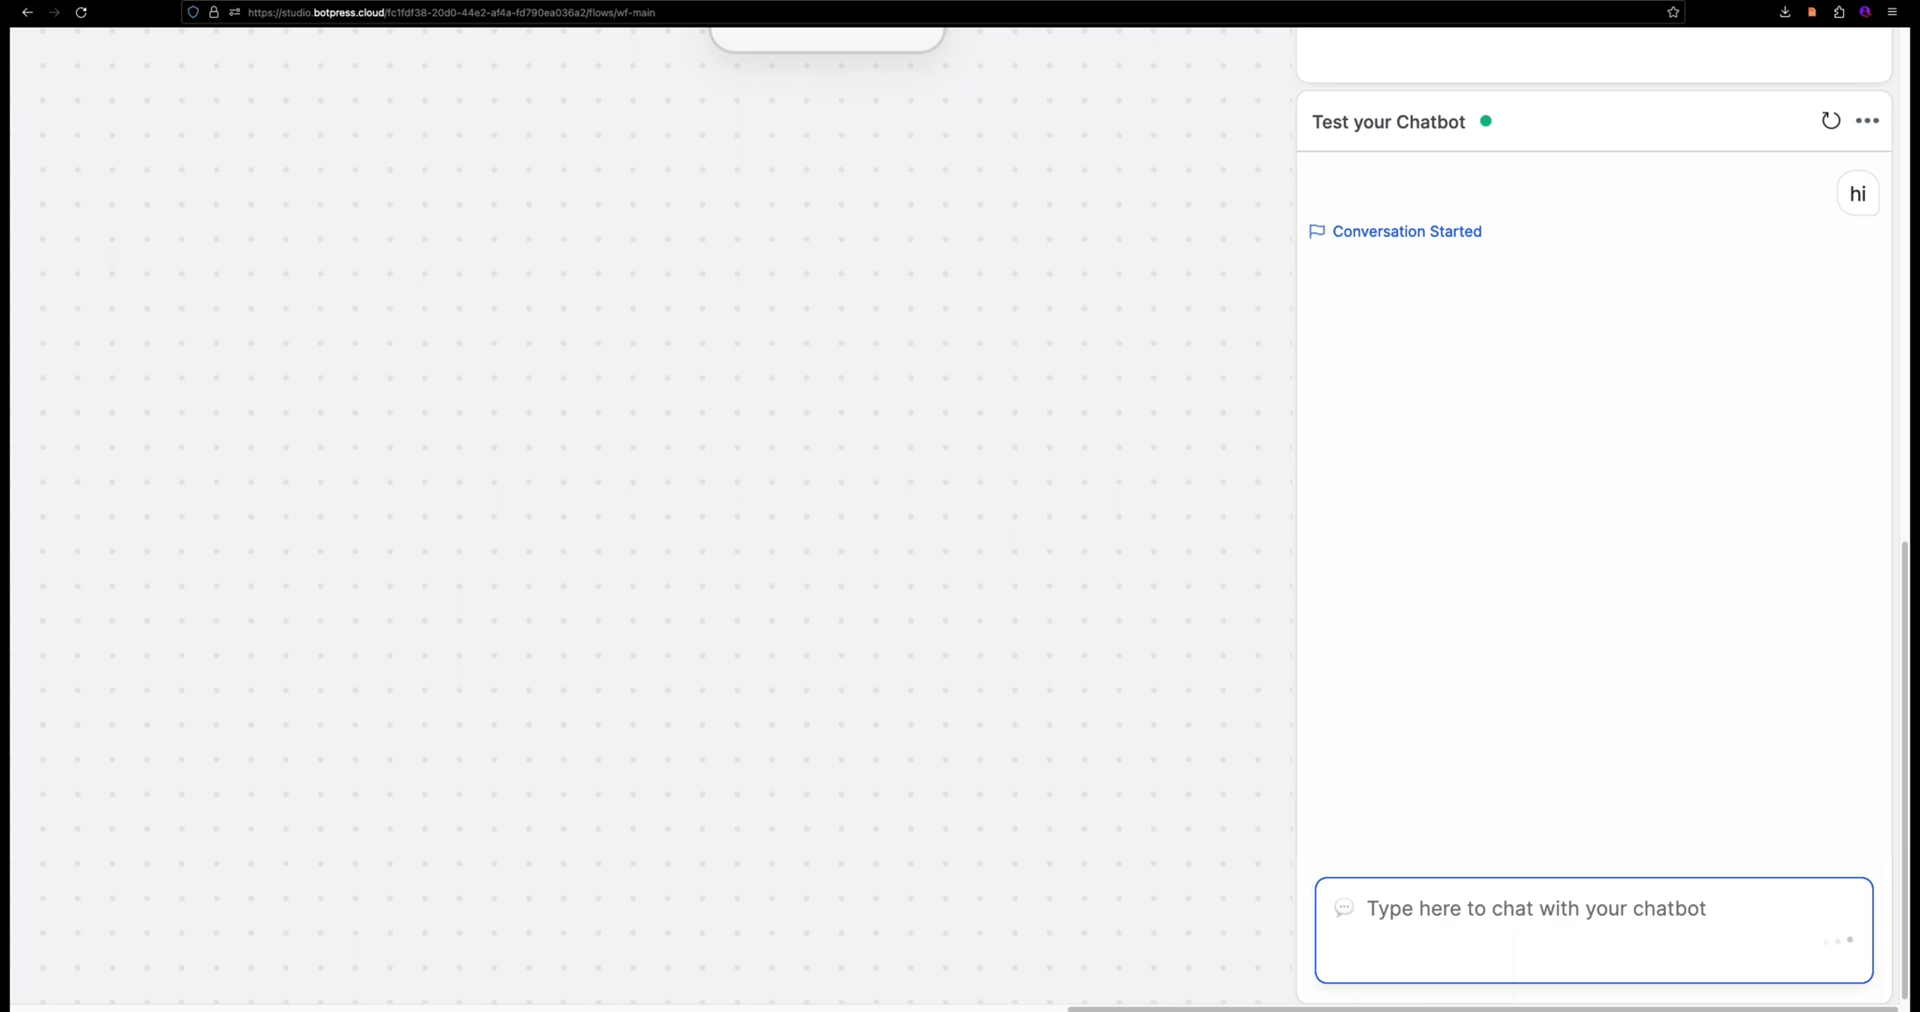 https://studio.botpress.cloud/fc1fdf38-20d0-44e2-af4a-fd790ea036a2/flows/wf-main
Test your Chatbot
hi
Conversation Started
Type here to chat with your chatbot